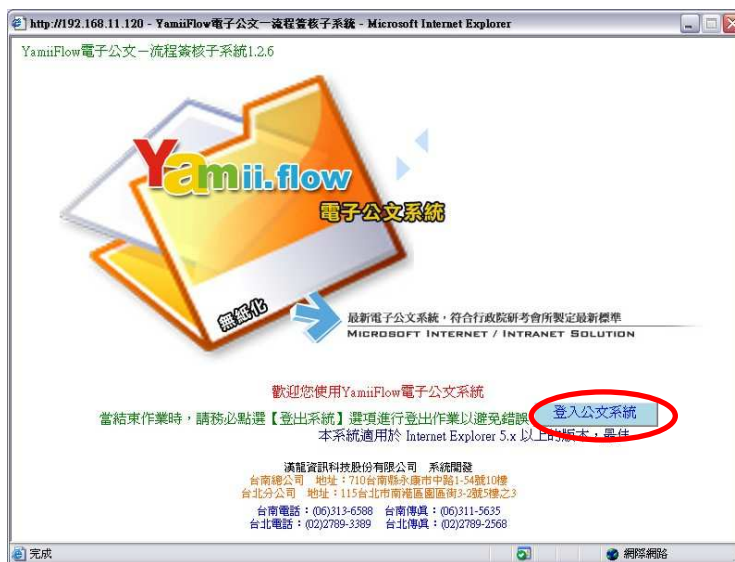 http://192.168.11.120 - YamiiFlow電子公文─流程簽核子系統 - Microsoft Internet Explorer
YamiiFlow電子公文─流程簽核子系統1.2.6
Yamii.flow
電子公文系統
無紙化
最新電子公文系統，符合行政院研考會所製定最新標準
MICROSOFT INTERNET / INTRANET SOLUTION
歡迎您使用YamiiFlow電子公文系統
當結束作業時，請務必點選【登出系統】選項進行登出作業以避免錯誤
登入公文系統
本系統適用於 Internet Explorer 5.x 以上的版本，最佳
漢龍資訊科技股份有限公司 系統開發
台南總公司 地址：710台南縣永康市中路1-54號10樓
台北分公司 地址：115台北市南港區園區街3-2號5樓之3
台南電話：(06)313-6588 台南傳真：(06)311-5635
台北電話：(02)2789-3389 台北傳真：(02)2789-2568
完成
網際網路